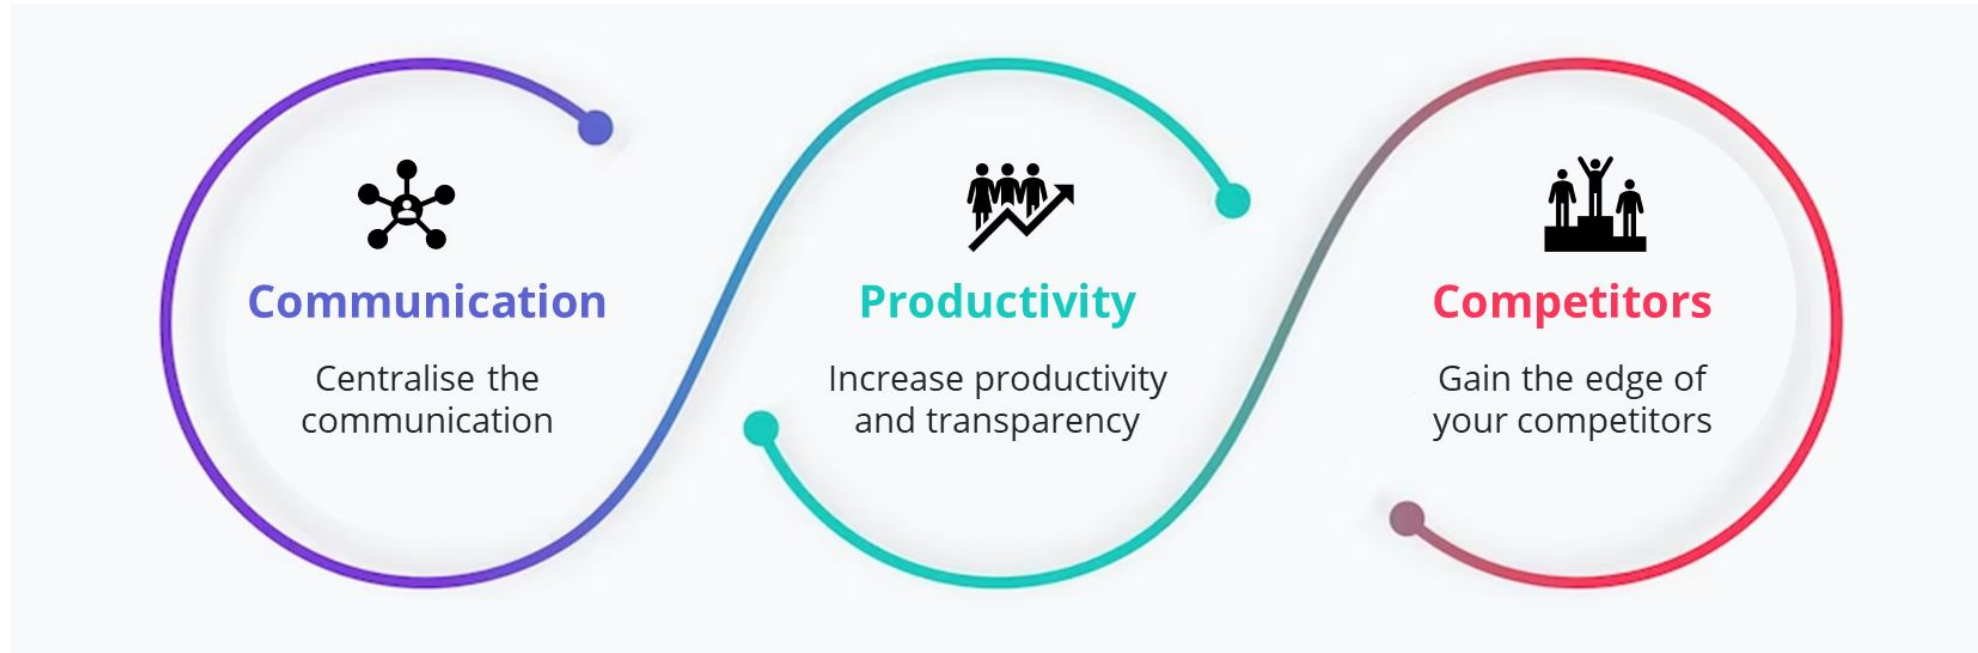 Communication
Centralise the
communication
Productivity
Increase productivity
and transparency
Competitors
Gain the edge of
your competitors